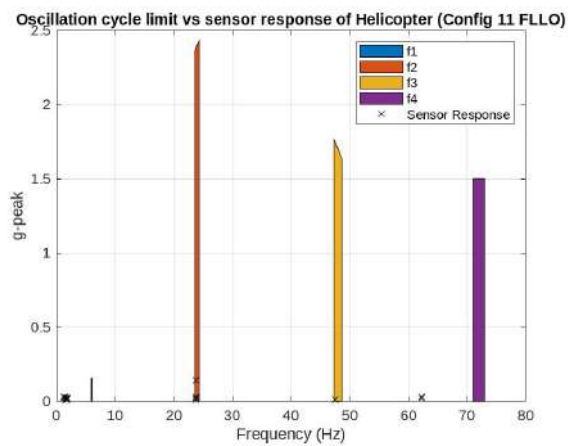 Oscillation cycle limit vs sensor response of Helicopter (Config 11 FLLO)
2.5
2
1.5
1
0.5
0
g-peak
f1
f2
f3
f4
Sensor Response
0 10 20 30 40 50 60 70 80
Frequency (Hz)